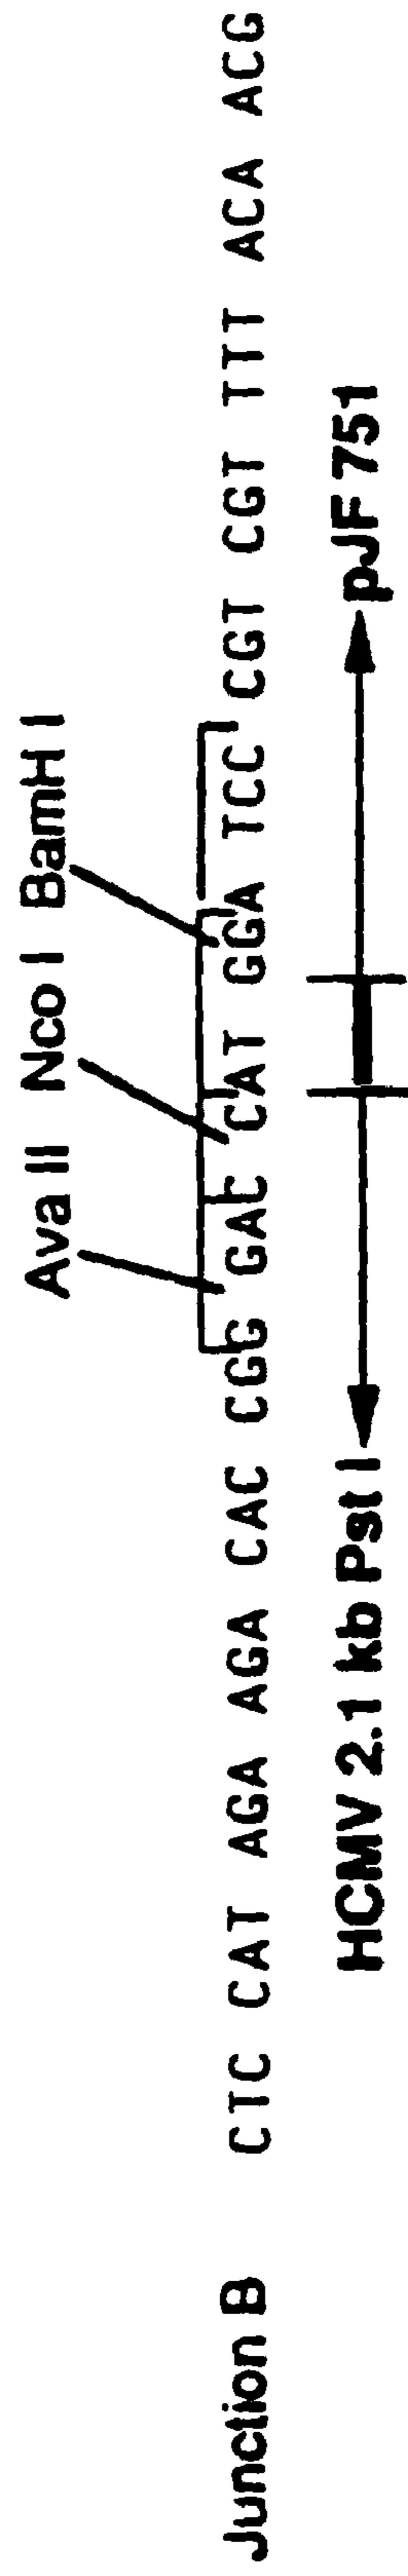 Ava II Nco I BamH I
Junction B CTC CAT AGA AGA CAC CGG GAC CAT GGA TCC CGT CGT TTT ACA ACG
HCMV 2.1 kb Pst I pJF 751